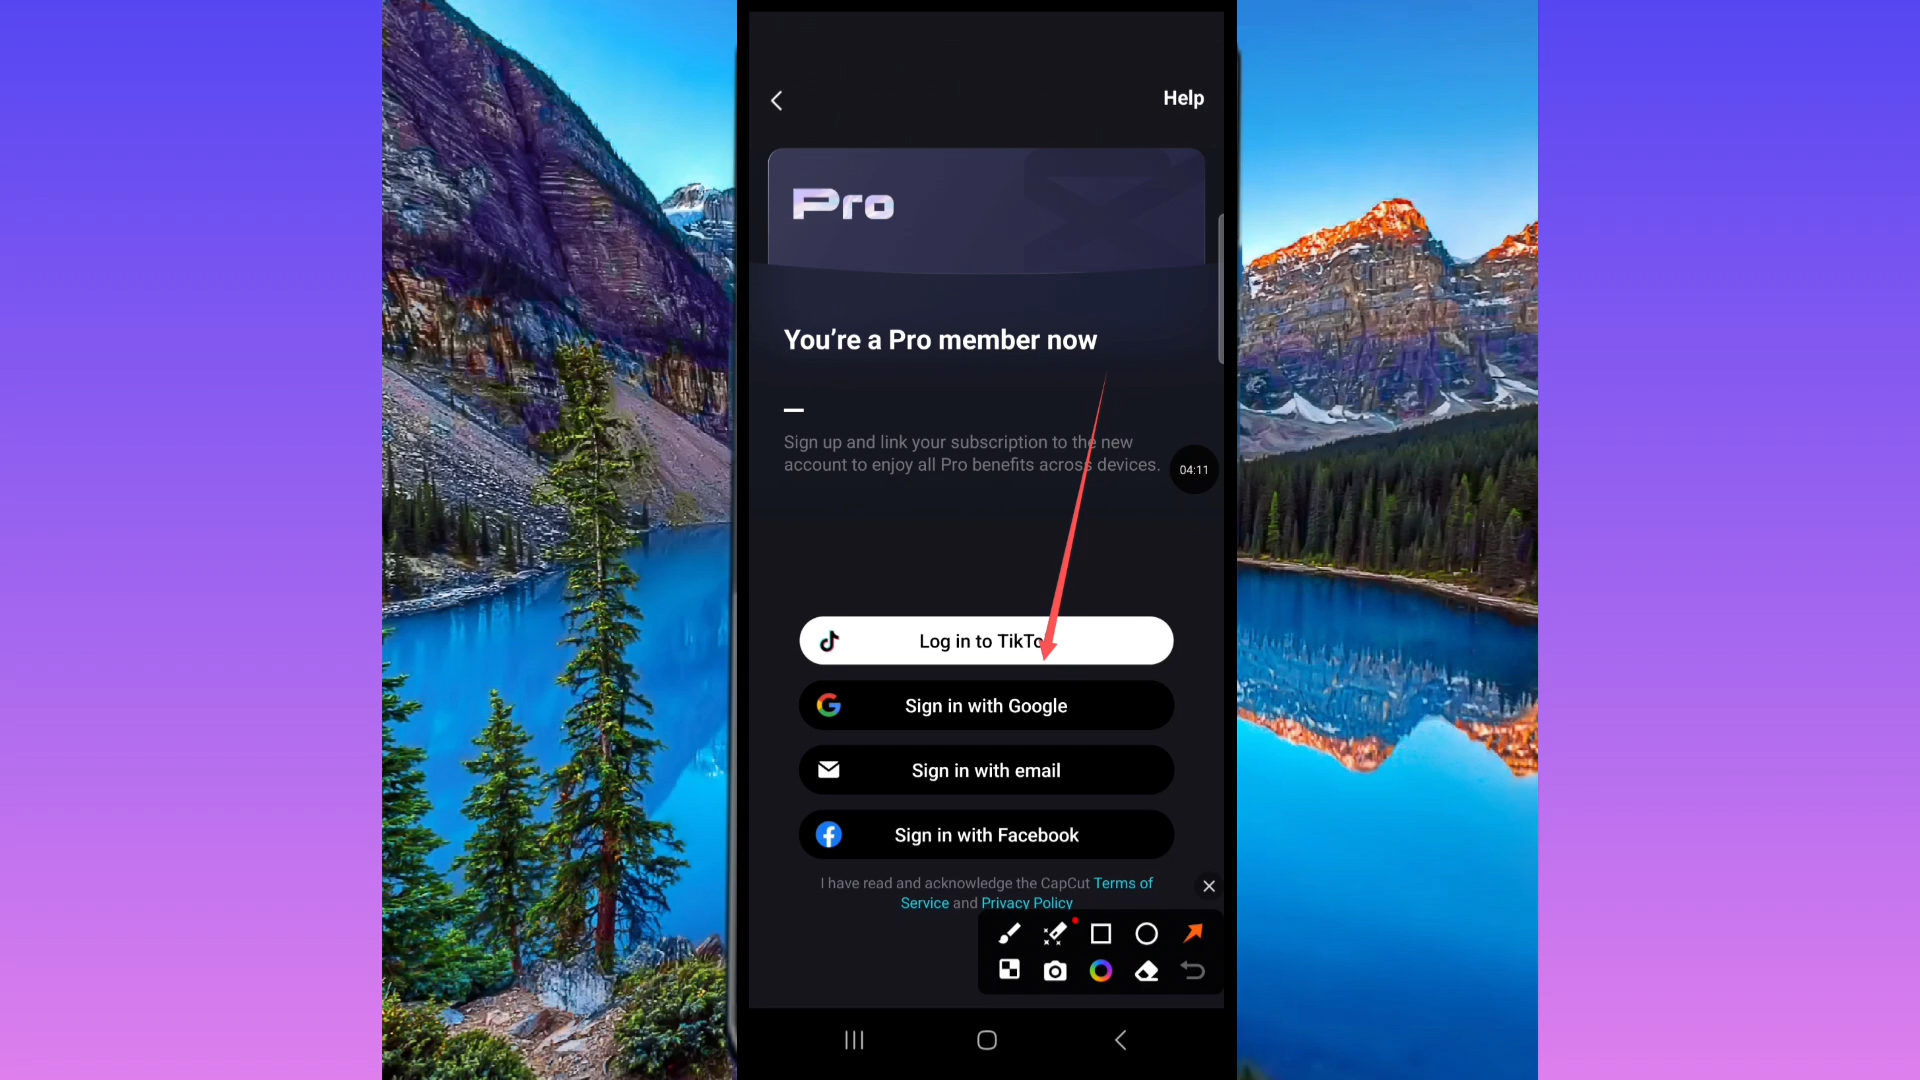 Help
Pro
You’re a Pro member now
Sign up and link your subscription to the new
account to enjoy all Pro benefits across devices.
04:11
Log in to TikTo
Sign in with Google
Sign in with email
Sign in with Facebook
I have read and acknowledge the CapCut Terms of
Service and Privacy Policy